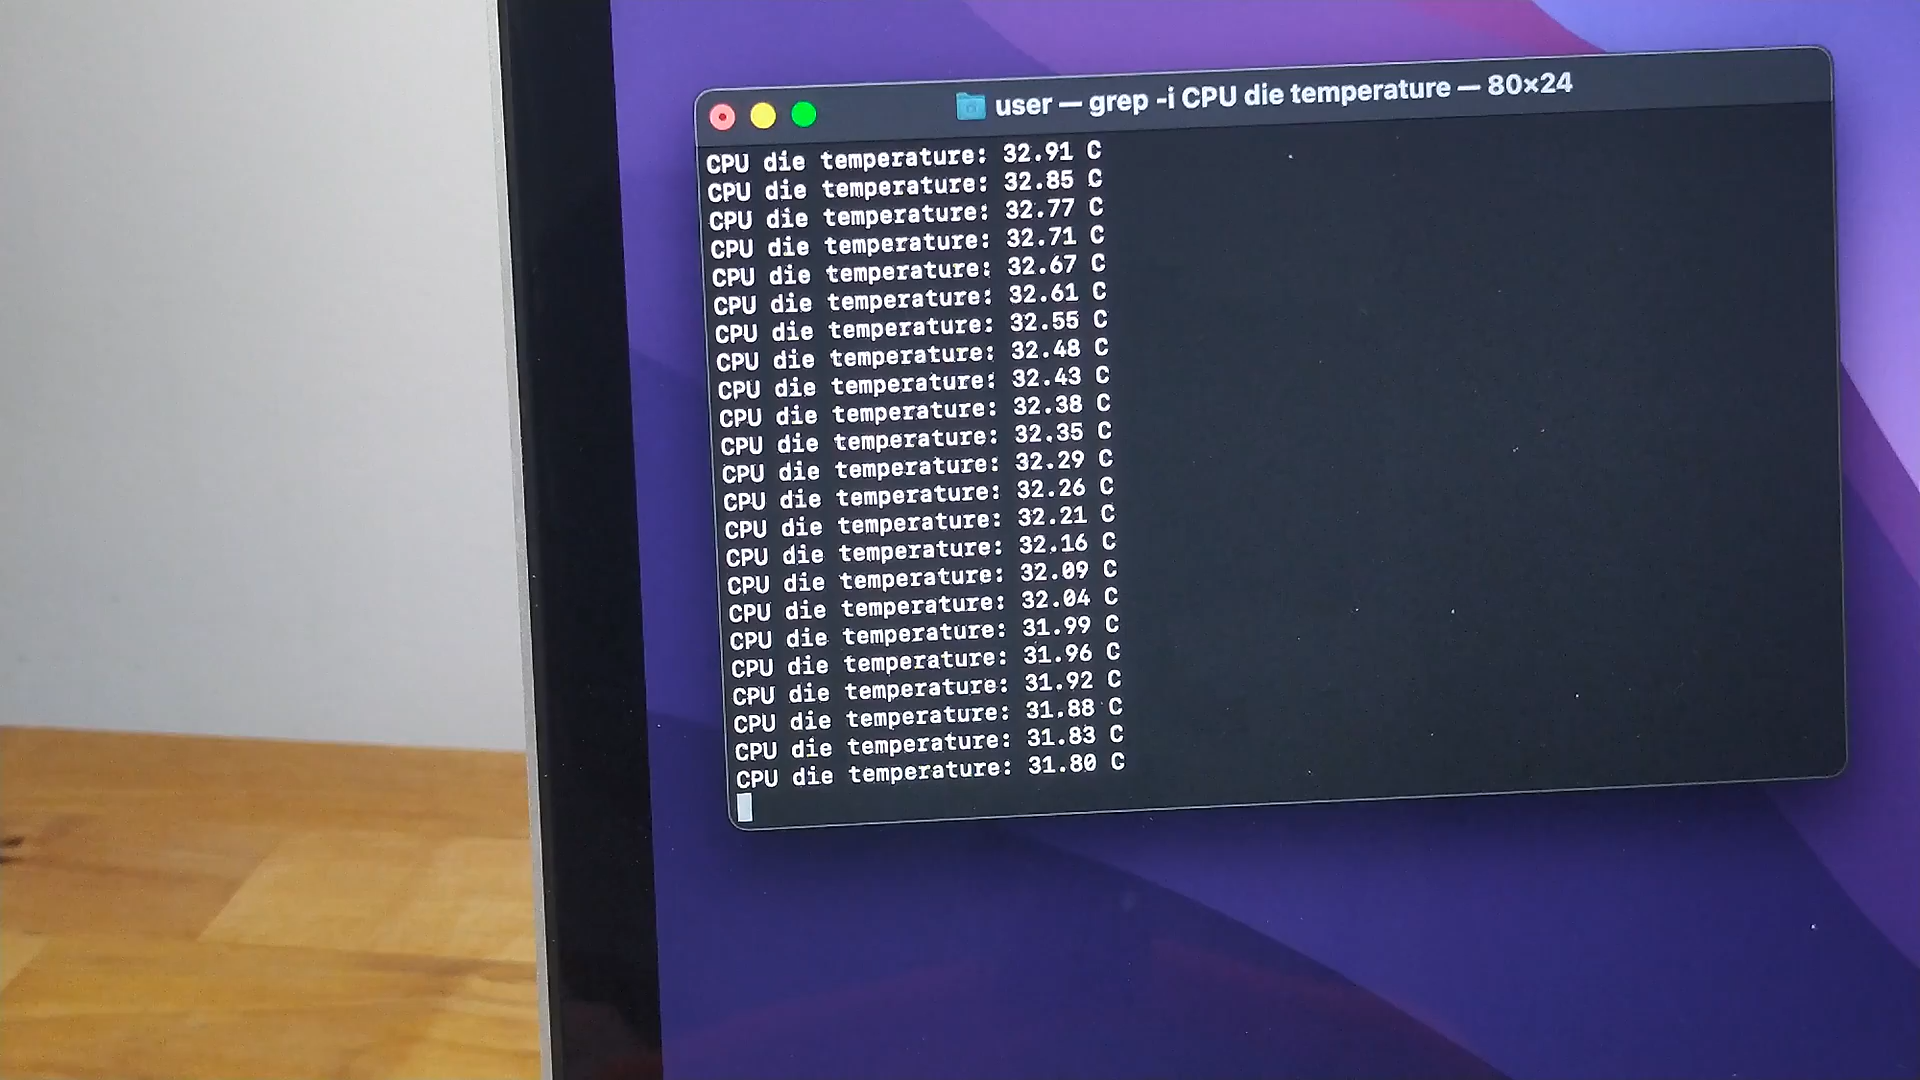 user — grep -i CPU die temperature — 80×24
CPU die temperature: 32.91 C
CPU die temperature: 32.85 C
CPU die temperature: 32.77 C
CPU die temperature: 32.71 C
CPU die temperature: 32.67 C
CPU die temperature: 32.61 C
CPU die temperature: 32.55 C
CPU die temperature: 32.48 C
CPU die temperature: 32.43 C
CPU die temperature: 32.38 C
CPU die temperature: 32.35 C
CPU die temperature: 32.29 C
CPU die temperature: 32.26 C
CPU die temperature: 32.21 C
CPU die temperature: 32.16 C
CPU die temperature: 32.09 C
CPU die temperature: 32.04 C
CPU die temperature: 31.99 C
CPU die temperature: 31.96 C
CPU die temperature: 31.92 C
CPU die temperature: 31.88 C
CPU die temperature: 31.83 C
CPU die temperature: 31.80 C